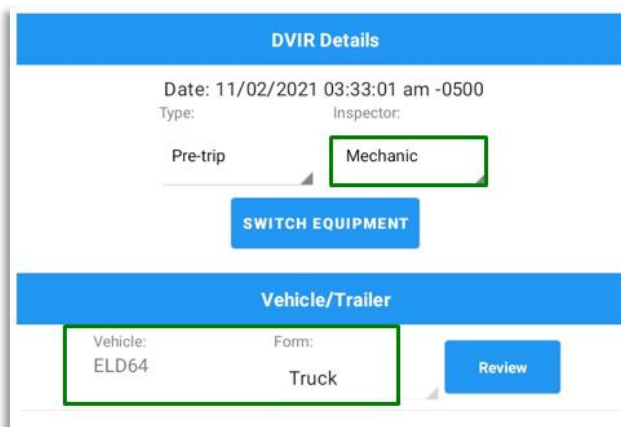 DVIR Details
Date: 11/02/2021 03:33:01 am -0500
Type: Inspector:
Pre-trip Mechanic
SWITCH EQUIPMENT
Vehicle/Trailer
Vehicle: Form:
ELD64 Truck
Review